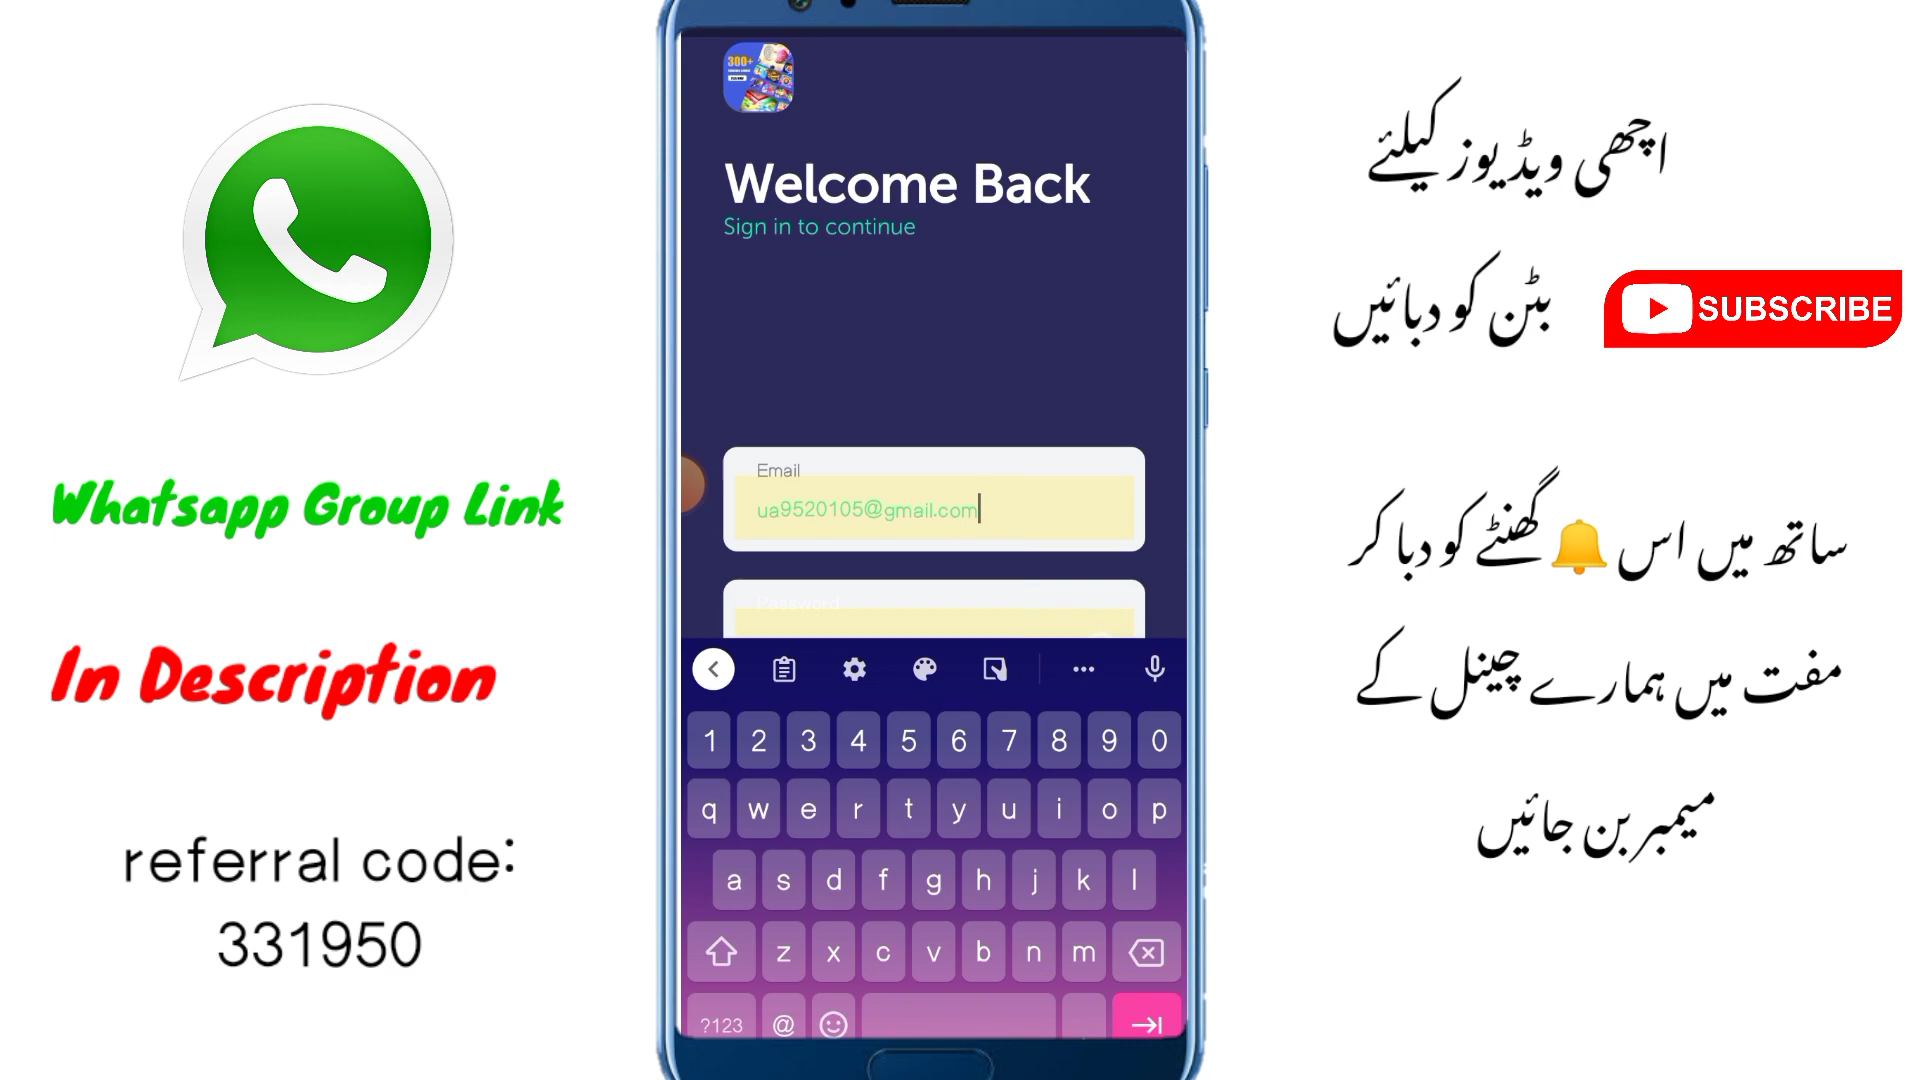 Whatsapp Group Link
In Description
referral code:
331950
300+
Welcome Back
Sign in to continue
Email
ua9520105@gmail.com
Password
1 2 3 4 5 6 7 8 9 0
q w e r t y u i o p
a s d f g h j k l
z x c v b n m
?123 @
اچھی ویڈیوز کیلئے
SUBSCRIBE بٹن کو دبائیں
ساتھ میں اس 🔔 گھنٹے کو دبا کر
مفت میں ہمارے چینل کے
میمبر بن جائیں